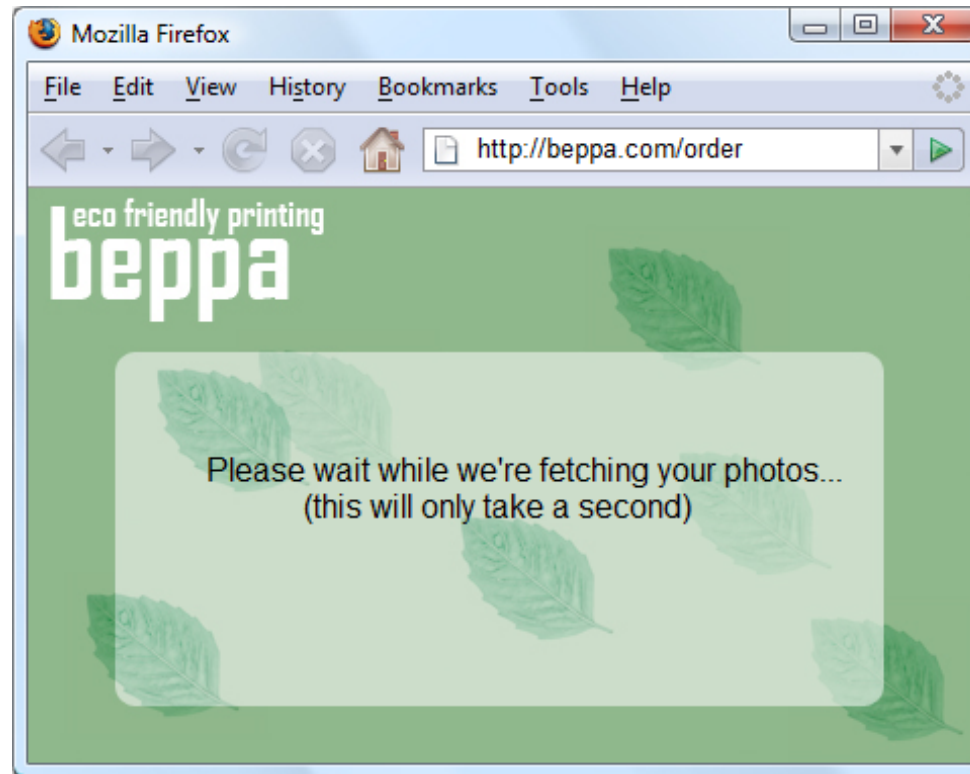 Mozilla Firefox
File Edit View History Bookmarks Tools Help
http://beppa.com/order
eco friendly printing
beppa
Please wait while we're fetching your photos...
(this will only take a second)